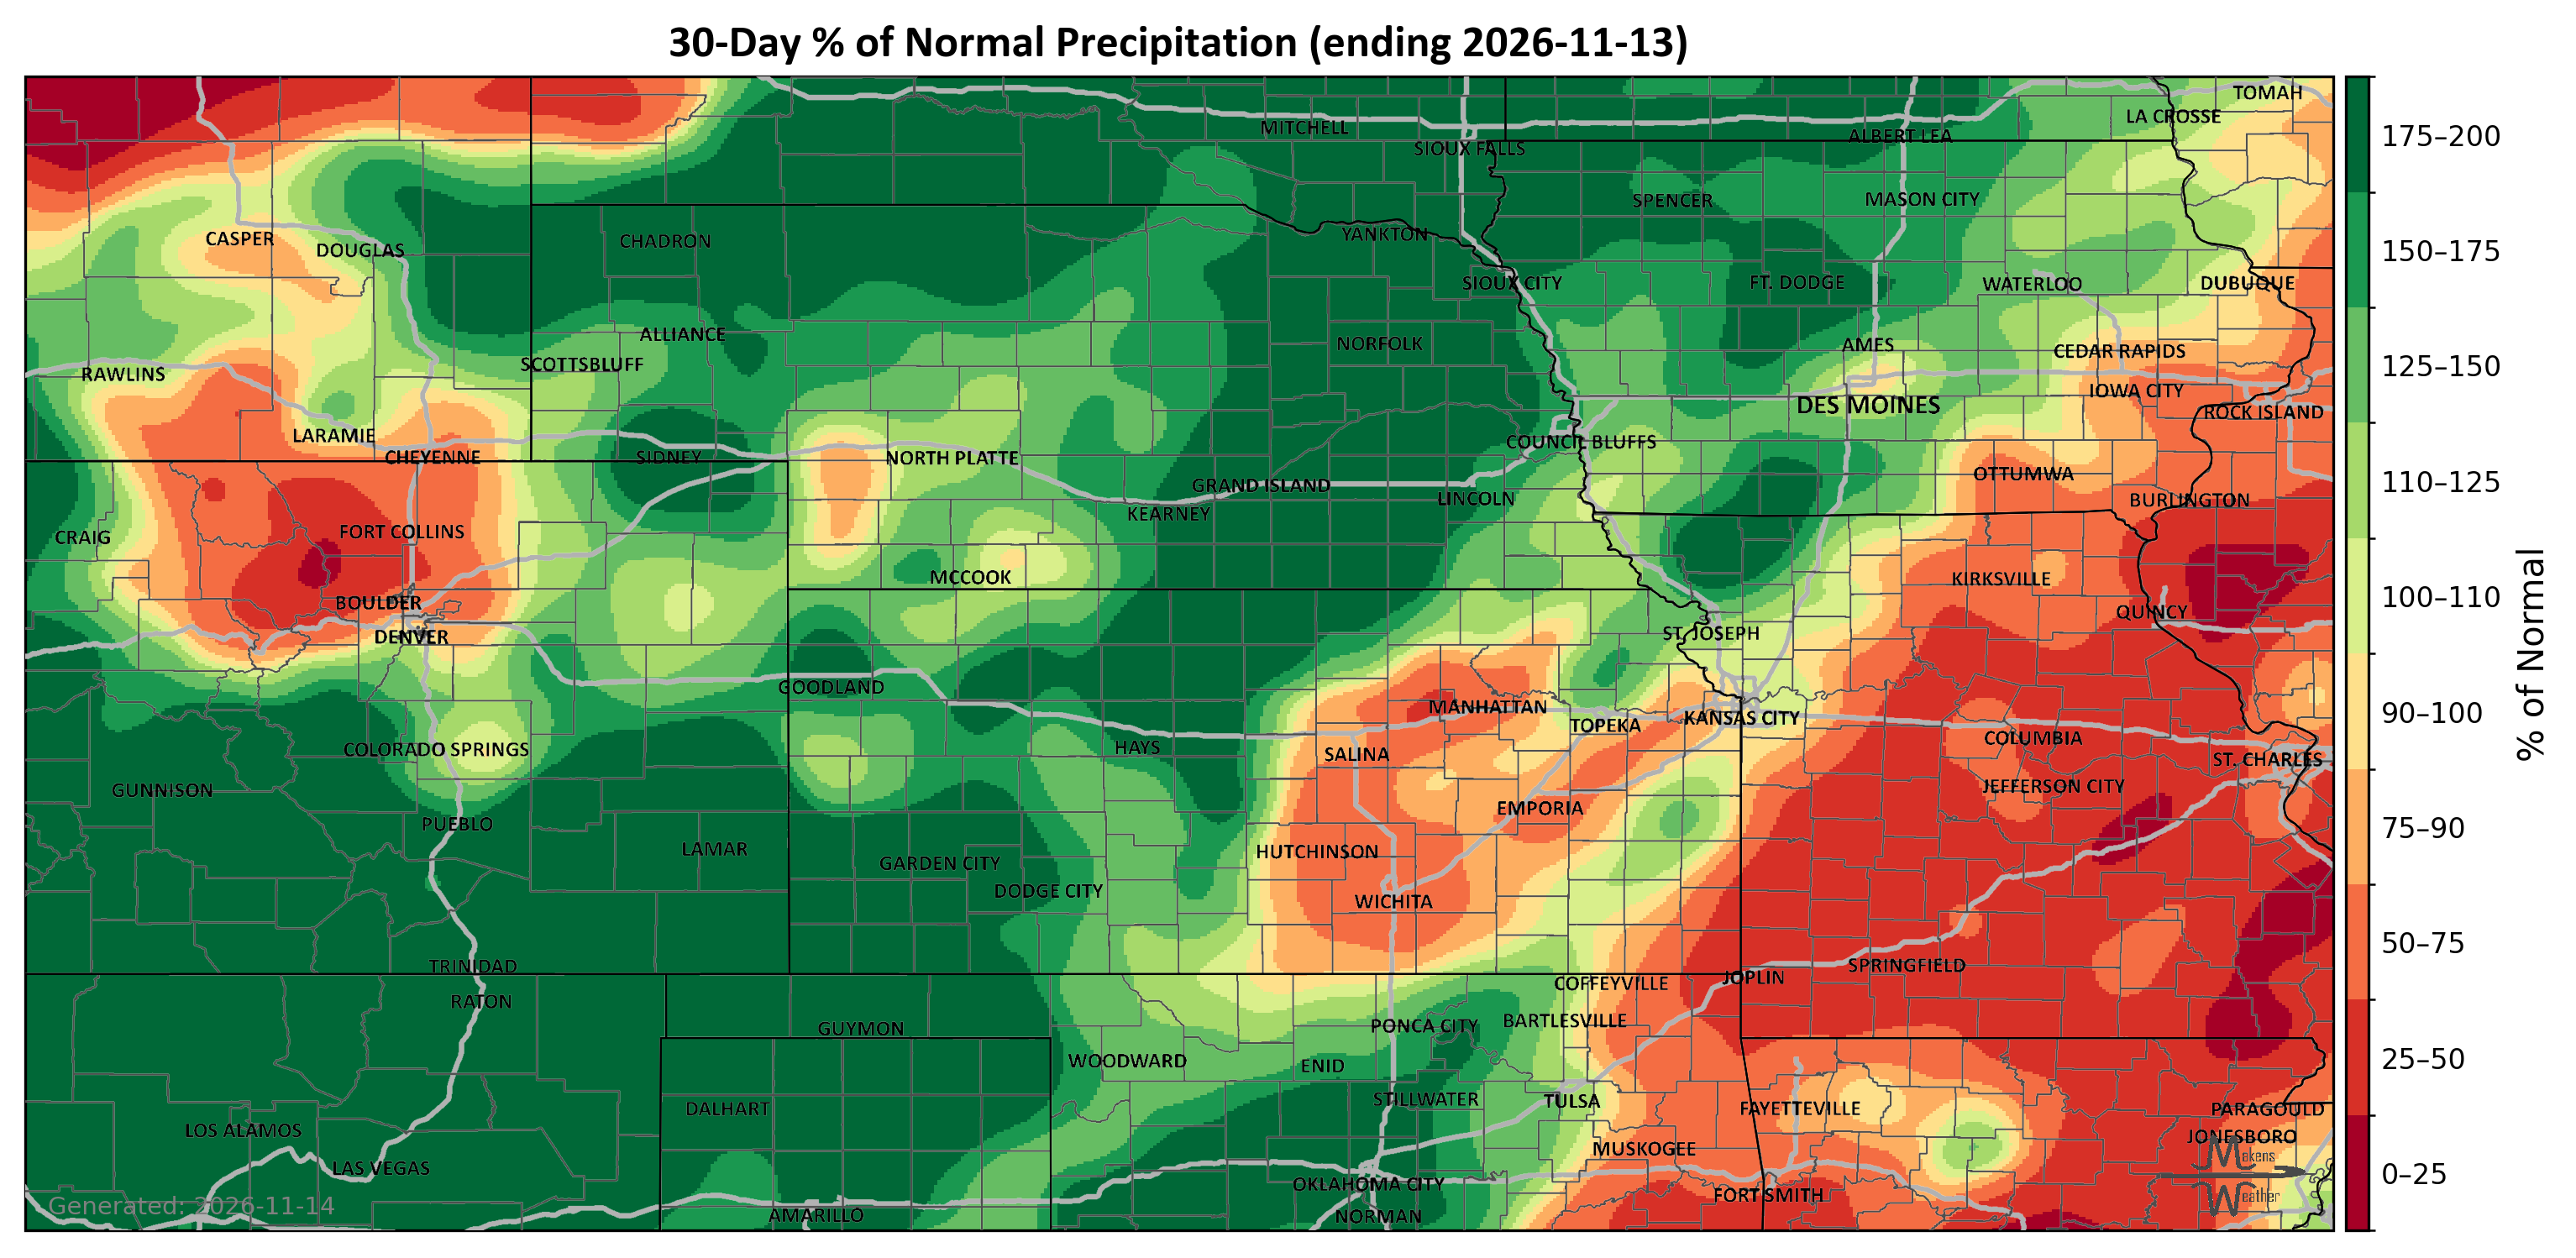 30-Day % of Normal Precipitation (ending 2026-11-13)
TOMAH
LA CROSSE
MITCHELL
ALBERT LEA
SIOUX FALLS
SPENCER
MASON CITY
YANKTON
CASPER
CHADRON
DOUGLAS
SIOUX CITY
FT. DODGE
WATERLOO
DUBUQUE
ALLIANCE
NORFOLK
AMES
CEDAR RAPIDS
SCOTTSBLUFF
RAWLINS
IOWA CITY
DES MOINES
ROCK ISLAND
LARAMIE
COUNCIL BLUFFS
CHEYENNE
SIDNEY
NORTH PLATTE
OTTUMWA
GRAND ISLAND
LINCOLN
BURLINGTON
KEARNEY
FORT COLLINS
CRAIG
MCCOOK
KIRKSVILLE
BOULDER
QUINCY
DENVER
ST. JOSEPH
GOODLAND
MANHATTAN
KANSAS CITY
TOPEKA
COLUMBIA
HAYS
COLORADO SPRINGS
SALINA
ST. CHARLES
GUNNISON
JEFFERSON CITY
EMPORIA
PUEBLO
LAMAR
HUTCHINSON
GARDEN CITY
DODGE CITY
WICHITA
TRINIDAD
SPRINGFIELD
JOPLIN
COFFEYVILLE
RATON
BARTLESVILLE
GUYMON
PONCA CITY
WOODWARD
ENID
STILLWATER
TULSA
DALHART
FAYETTEVILLE
PARAGOULD
LOS ALAMOS
JONESBORO
MUSKOGEE
LAS VEGAS
OKLAHOMA CITY
FORT SMITH
AMARILLO
NORMAN
Makens
Weather
Generated: 2026-11-14
175–200
150–175
125–150
110–125
100–110
90–100
75–90
50–75
25–50
0–25
% of Normal